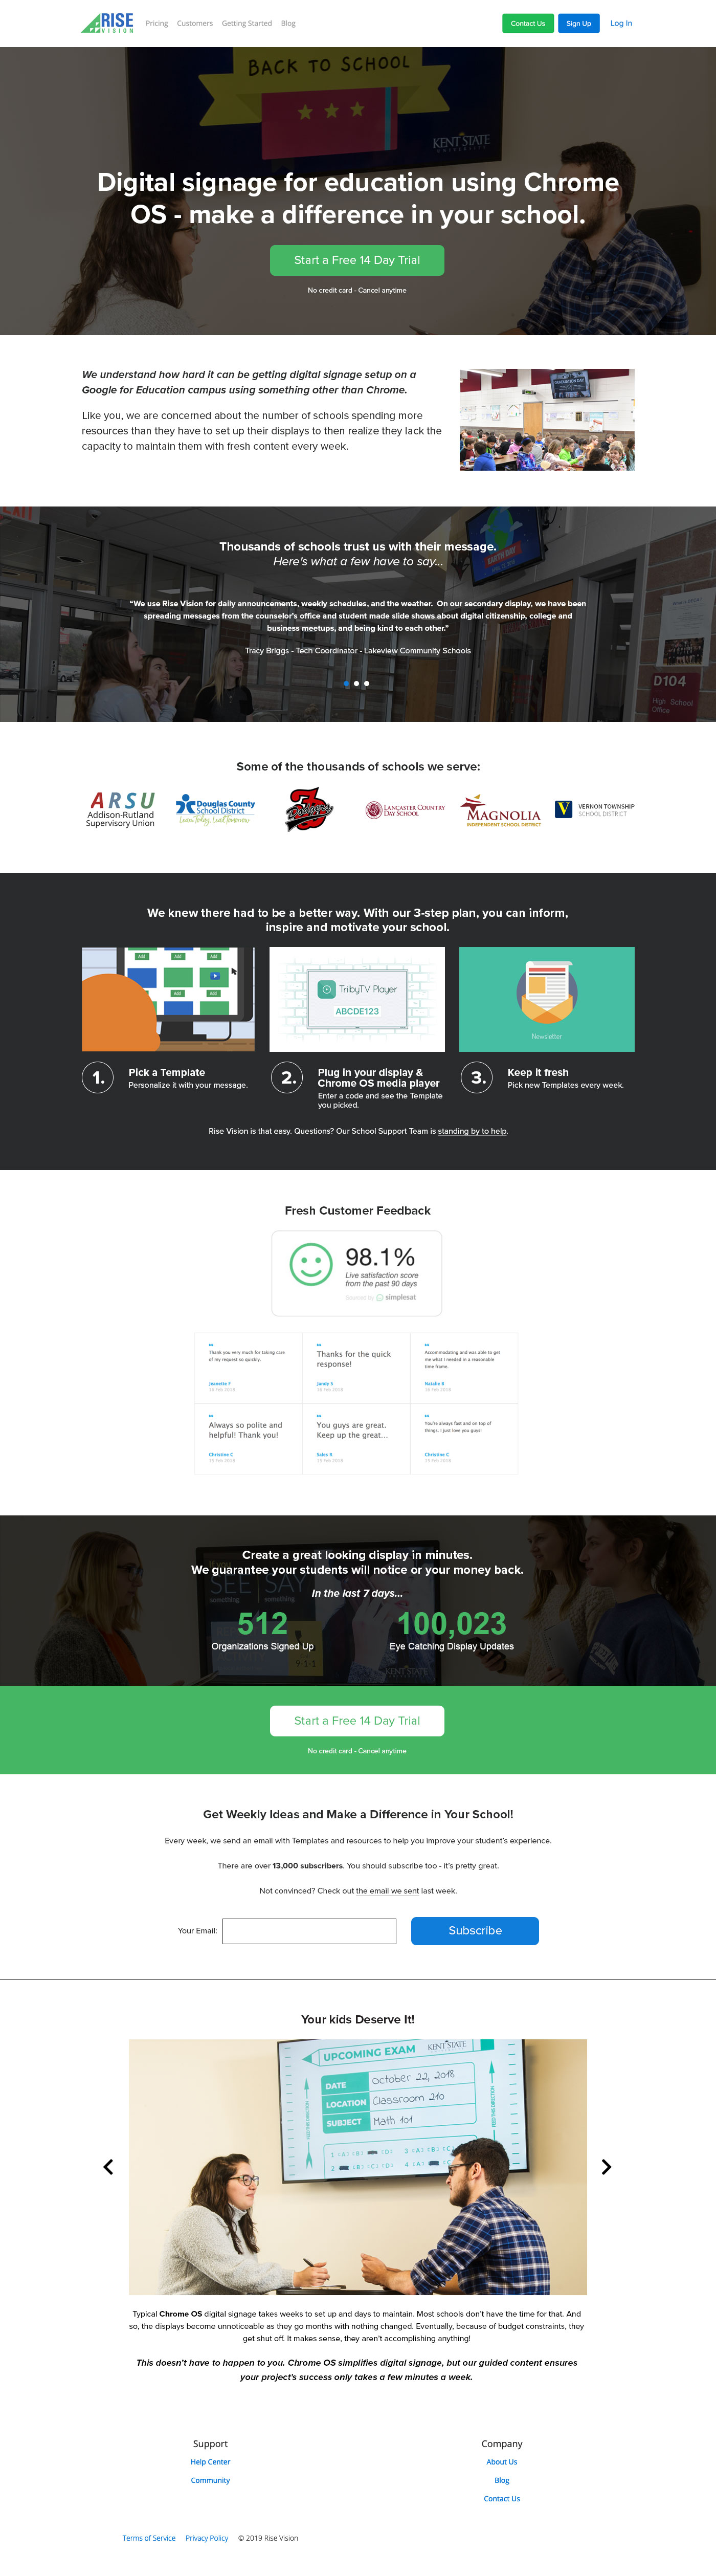 RISE
VISION
Pricing
Customers
Getting Started
Blog
Contact Us
Sign Up
Log In
BACK TO SCHOOL
KENT STATE
UNIVERSITY
Digital signage for education using Chrome
OS - make a difference in your school.
Start a Free 14 Day Trial
No credit card - Cancel anytime
We understand how hard it can be getting digital signage setup on a
Google for Education campus using something other than Chrome.
Like you, we are concerned about the number of schools spending more
resources than they have to set up their displays to then realize they lack the
capacity to maintain them with fresh content every week.
EXIT
EARTH DAY
Thousands of schools trust us with their message.
Here's what a few have to say...
“We use Rise Vision for daily announcements, weekly schedules, and the weather. On our secondary display, we have been
spreading messages from the counselor's office and student made slide shows about digital citizenship, college and
business meetups, and being kind to each other.”
Tracy Briggs - Tech Coordinator - Lakeview Community Schools
D104
High School
Office
Some of the thousands of schools we serve:
ARSU
Addison-Rutland
Supervisory Union
Douglas County
School District
Learn Today, Lead Tomorrow
LANCASTER COUNTRY
DAY SCHOOL
MAGNOLIA
INDEPENDENT SCHOOL DISTRICT
V
VERNON TOWNSHIP
SCHOOL DISTRICT
We knew there had to be a better way. With our 3-step plan, you can inform,
inspire and motivate your school.
Add Add Add
Add Add
TrilbyTV Player
ABCDE123
Newsletter
1.
Pick a Template
Personalize it with your message.
2.
Plug in your display &
Chrome OS media player
Enter a code and see the Template
you picked.
3.
Keep it fresh
Pick new Templates every week.
Rise Vision is that easy. Questions? Our School Support Team is standing by to help.
Fresh Customer Feedback
98.1%
Live satisfaction score
from the past 90 days
simplesat
Thank you very much for taking care
of my request so quickly.
Jeanette F
Thanks for the quick
response!
Jandy S
Accommodating and was able to get
me what I needed in a reasonable
time frame.
Natalie B
Always so polite and
helpful! Thank you!
Christine C
You guys are great.
Keep up the great...
Sales R
You're always fast and on top of
things. I just love you guys!
Christine C
If you
SEE SAY
something something
9-1-1
KENT STATE
Create a great looking display in minutes.
We guarantee your students will notice or your money back.
In the last 7 days...
512
Organizations Signed Up
100,023
Eye Catching Display Updates
Start a Free 14 Day Trial
No credit card - Cancel anytime
Get Weekly Ideas and Make a Difference in Your School!
Every week, we send an email with Templates and resources to help you improve your student's experience.
There are over 13,000 subscribers. You should subscribe too - it's pretty great.
Not convinced? Check out the email we sent last week.
Your Email:
Subscribe
Your kids Deserve It!
UPCOMING EXAM
KENT STATE
DATE
October 22, 2018
LOCATION
Classroom 210
SUBJECT
Math 101
Typical Chrome OS digital signage takes weeks to set up and days to maintain. Most schools don't have the time for that. And
so, the displays become unnoticeable as they go months with nothing changed. Eventually, because of budget constraints, they
get shut off. It makes sense, they aren't accomplishing anything!
This doesn't have to happen to you. Chrome OS simplifies digital signage, but our guided content ensures
your project's success only takes a few minutes a week.
Support
Help Center
Community
Company
About Us
Blog
Contact Us
Terms of Service
Privacy Policy
© 2019 Rise Vision